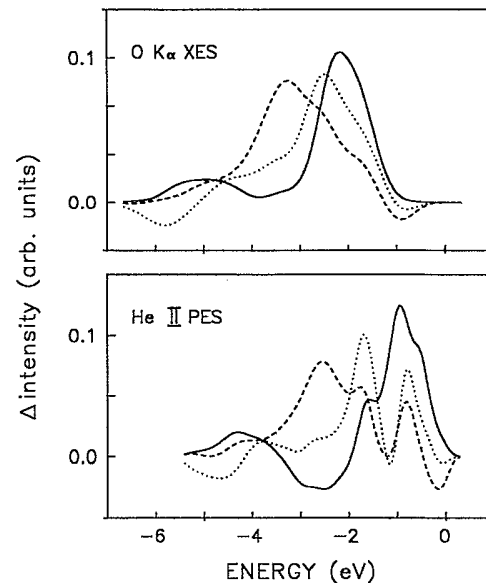 0.1
O Kα XES
0.0
Δ intensity (arb. units)
He II PES
0.1
0.0
-6
-4
-2
0
ENERGY (eV)